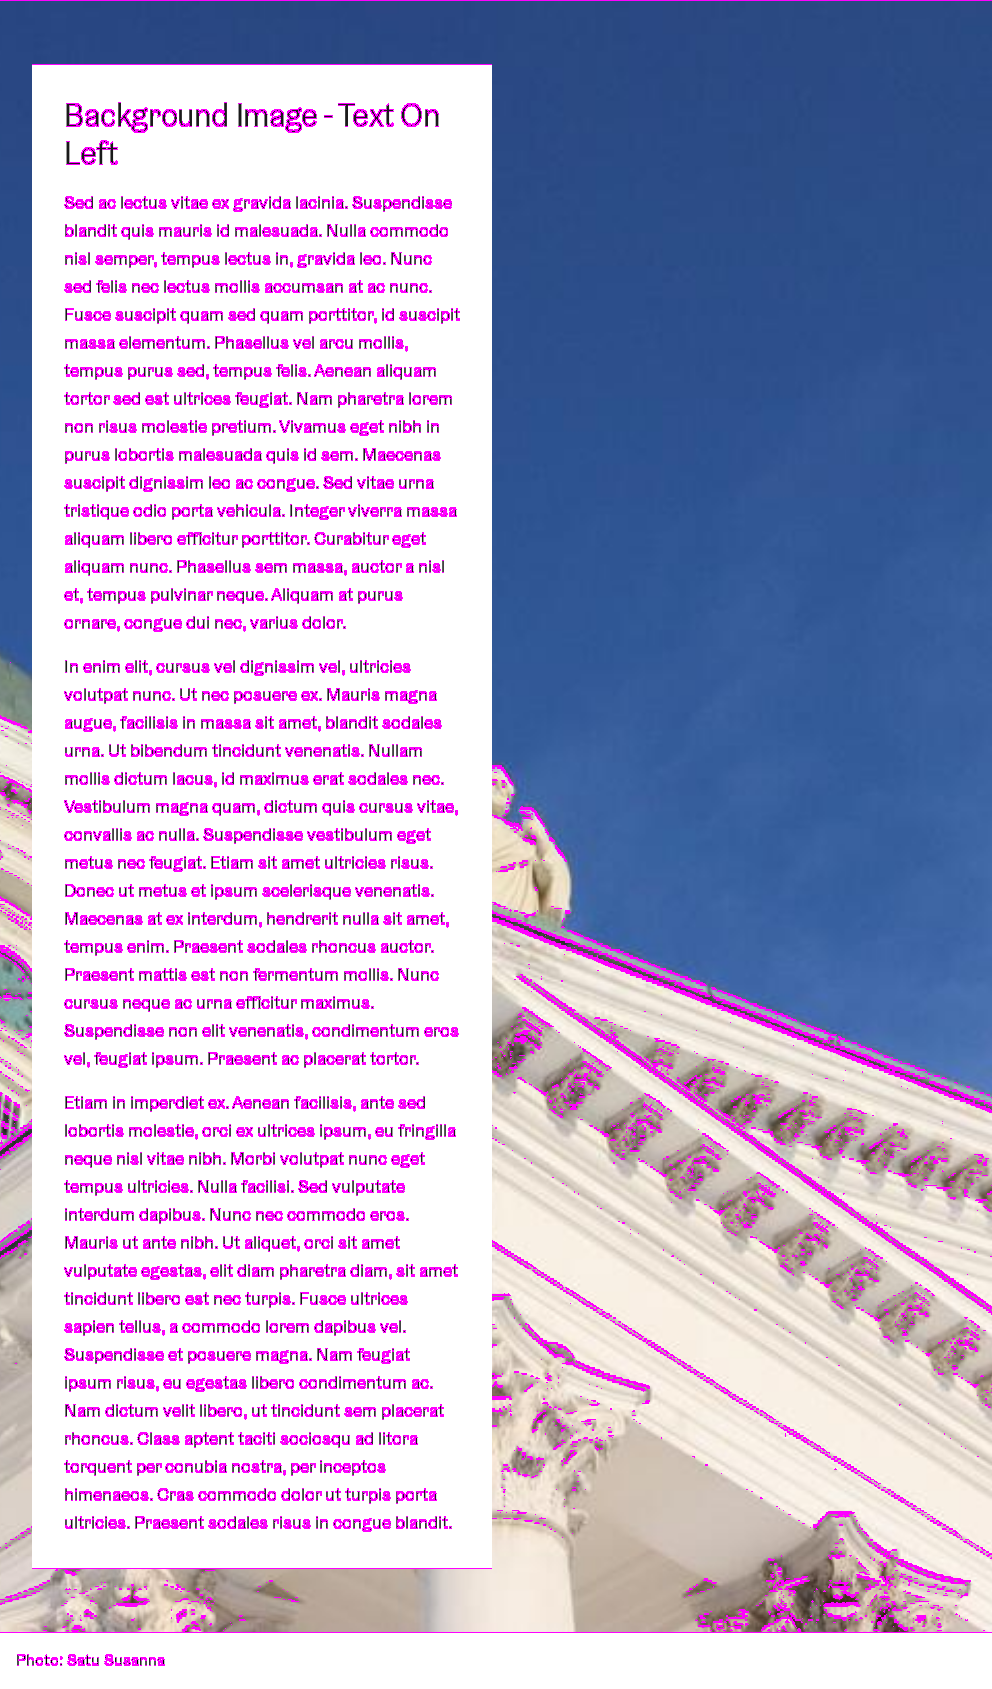 Background Image - Text On
Left
Sed ac lectus vitae ex gravida lacinia. Suspendisse
blandit quis mauris id malesuada. Nulla commodo
nisl semper, tempus lectus in, gravida leo. Nunc
sed felis nec lectus mollis accumsan at ac nunc.
Fusce suscipit quam sed quam porttitor, id suscipit
massa elementum. Phasellus vel arcu mollis,
tempus purus sed, tempus felis. Aenean aliquam
tortor sed est ultrices feugiat. Nam pharetra lorem
non risus molestie pretium. Vivamus eget nibh in
purus lobortis malesuada quis id sem. Maecenas
suscipit dignissim leo ac congue. Sed vitae urna
tristique odio porta vehicula. Integer viverra massa
aliquam libero efficitur porttitor. Curabitur eget
aliquam nunc. Phasellus sem massa, auctor a nisl
et, tempus pulvinar neque. Aliquam at purus
ornare, congue dui nec, varius dolor.
In enim elit, cursus vel dignissim vel, ultricies
volutpat nunc. Ut nec posuere ex. Mauris magna
augue, facilisis in massa sit amet, blandit sodales
urna. Ut bibendum tincidunt venenatis. Nullam
mollis dictum lacus, id maximus erat sodales nec.
Vestibulum magna quam, dictum quis cursus vitae,
convallis ac nulla. Suspendisse vestibulum eget
metus nec feugiat. Etiam sit amet ultricies risus.
Donec ut metus et ipsum scelerisque venenatis.
Maecenas at ex interdum, hendrerit nulla sit amet,
tempus enim. Praesent sodales rhoncus auctor.
Praesent mattis est non fermentum mollis. Nunc
cursus neque ac urna efficitur maximus.
Suspendisse non elit venenatis, condimentum eros
vel, feugiat ipsum. Praesent ac placerat tortor.
Etiam in imperdiet ex. Aenean facilisis, ante sed
lobortis molestie, orci ex ultrices ipsum, eu fringilla
neque nisl vitae nibh. Morbi volutpat nunc eget
tempus ultricies. Nulla facilisi. Sed vulputate
interdum dapibus. Nunc nec commodo eros.
Mauris ut ante nibh. Ut aliquet, orci sit amet
vulputate egestas, elit diam pharetra diam, sit amet
tincidunt libero est nec turpis. Fusce ultrices
sapien tellus, a commodo lorem dapibus vel.
Suspendisse et posuere magna. Nam feugiat
ipsum risus, eu egestas libero condimentum ac.
Nam dictum velit libero, ut tincidunt sem placerat
rhoncus. Class aptent taciti sociosqu ad litora
torquent per conubia nostra, per inceptos
himenaeos. Cras commodo dolor ut turpis porta
ultricies. Praesent sodales risus in congue blandit.
Photo: Satu Susanna